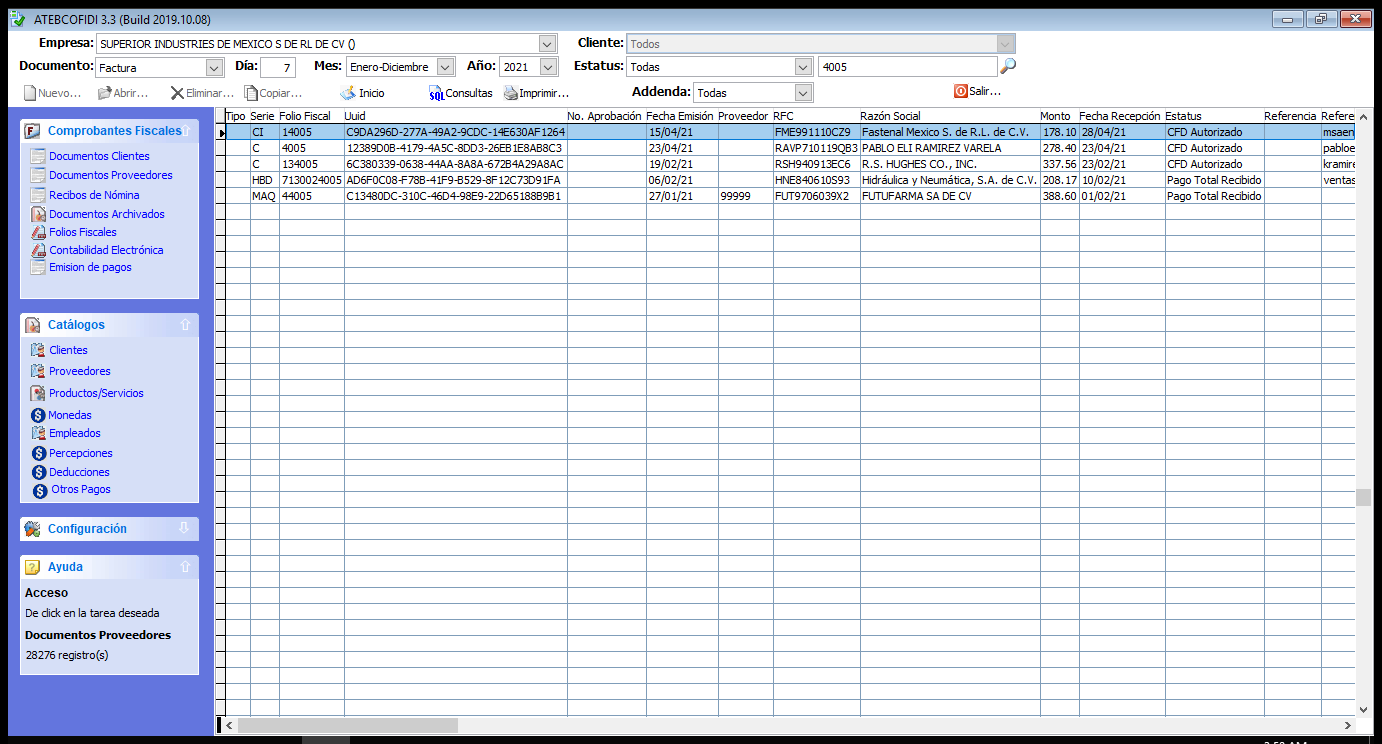 ATEBCOFIDI 3.3 (Build 2019.10.08)
Empresa: SUPERIOR INDUSTRIES DE MEXICO S DE RL DE CV () Cliente: Todos
Documento: Factura Día: 7 Mes: Enero-Diciembre Año: 2021 Estatus: Todas 4005
Nuevo... Abrir... Eliminar... Copiar... Inicio SQL Consultas Imprimir... Addenda: Todas Salir...
Comprobantes Fiscales
Documentos Clientes
Documentos Proveedores
Recibos de Nómina
Documentos Archivados
Folios Fiscales
Contabilidad Electrónica
Emision de pagos
Catálogos
Clientes
Proveedores
Productos/Servicios
Monedas
Empleados
Percepciones
Deducciones
Otros Pagos
Configuración
Ayuda
Acceso
De click en la tarea deseada
Documentos Proveedores
28276 registro(s)
Tipo Serie Folio Fiscal Uuid No. Aprobación Fecha Emisión Proveedor RFC Razón Social Monto Fecha Recepción Estatus Referencia Refere
CI 14005 C9DA296D-277A-49A2-9CDC-14E630AF1264 15/04/21 FME991110CZ9 Fastenal Mexico S. de R.L. de C.V. 178.10 28/04/21 CFD Autorizado msaen
C 4005 12389D0B-4179-4A5C-8DD3-26EB1E8AB8C3 23/04/21 RAVP710119QB3 PABLO ELI RAMIREZ VARELA 278.40 23/04/21 CFD Autorizado pabloe
C 134005 6C380339-0638-44AA-8A8A-672B4A29A8AC 19/02/21 RSH940913EC6 R.S. HUGHES CO., INC. 337.56 23/02/21 CFD Autorizado kramire
HBD 7130024005 AD6F0C08-F78B-41F9-B529-8F12C73D91FA 06/02/21 HNE840610S93 Hidráulica y Neumática, S.A. de C.V. 208.17 10/02/21 Pago Total Recibido ventas
MAQ 44005 C13480DC-310C-46D4-98E9-22D65188B9B1 27/01/21 99999 FUT9706039X2 FUTUFARMA SA DE CV 388.60 01/02/21 Pago Total Recibido